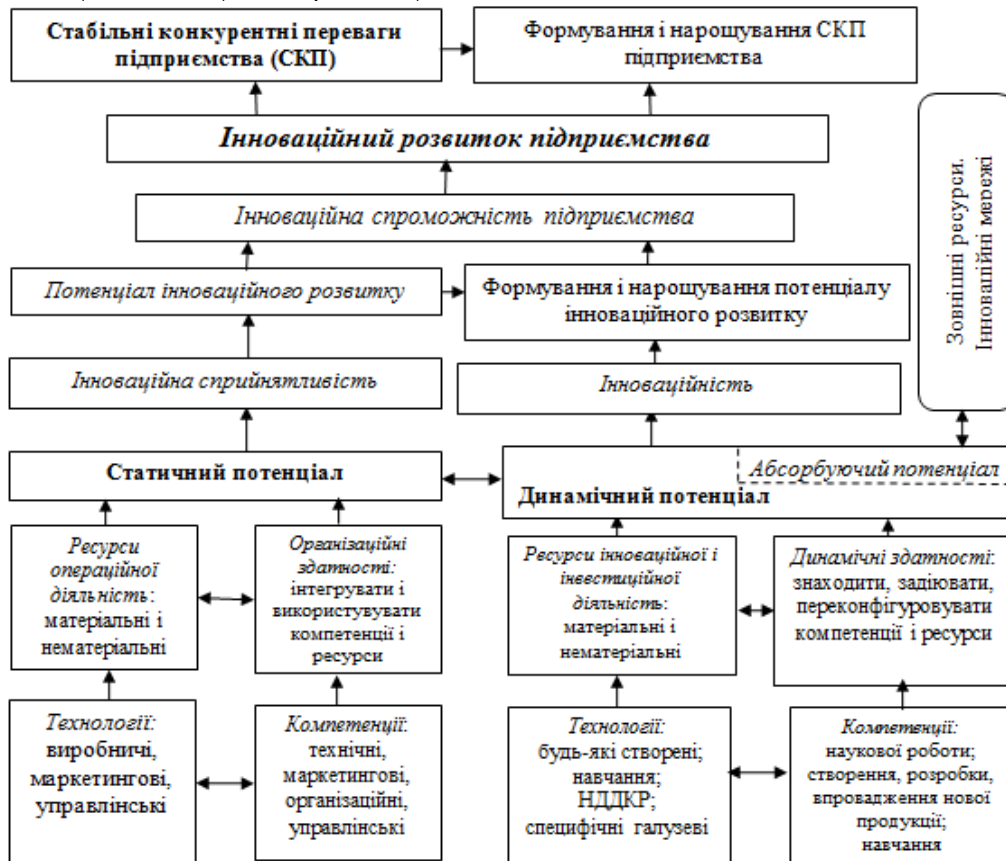 Стабільні конкурентні переваги
підприємства (СКП)
Формування і нарощування СКП
підприємства
Інноваційний розвиток підприємства
Інноваційна спроможність підприємства
Потенціал інноваційного розвитку
Формування і нарощування потенціалу
інноваційного розвитку
Зовнішні ресурси.
Інноваційні мережі
Інноваційна сприйнятливість
Інноваційність
Статичний потенціал
Абсорбуючий потенціал
Динамічний потенціал
Ресурси
операційної
діяльність:
матеріальні і
нематеріальні
Організаційні
здатності:
інтегрувати і
використувувати
компетенції і
ресурси
Ресурси інноваційної і
інвестиційної
діяльність:
матеріальні і
нематеріальні
Динамічні здатності:
знаходити, задіювати,
переконфігуровувати
компетенції і ресурси
Технології:
виробничі,
маркетингові,
управлінські
Компетенції:
технічні,
маркетингові,
організаційні,
управлінські
Технології:
будь-які створені;
навчання;
НДДКР;
специфічні галузеві
Компетенції:
наукової роботи;
створення, розробки,
впровадження нової
продукції;
навчання